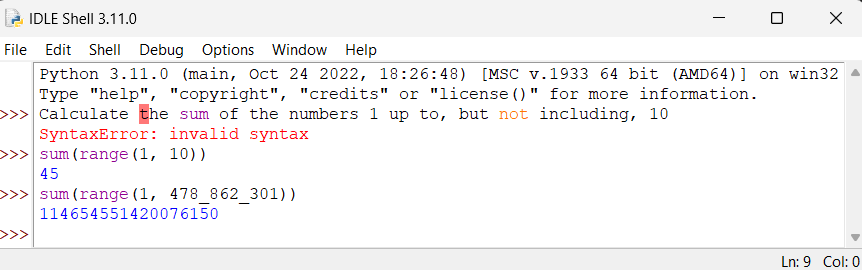 IDLE Shell 3.11.0
File Edit Shell Debug Options Window Help
Python 3.11.0 (main, Oct 24 2022, 18:26:48) [MSC v.1933 64 bit (AMD64)] on win32
Type "help", "copyright", "credits" or "license()" for more information.
>>> Calculate the sum of the numbers 1 up to, but not including, 10
SyntaxError: invalid syntax
>>> sum(range(1, 10))
45
>>> sum(range(1, 478_862_301))
114654551420076150
>>>
Ln: 9 Col: 0